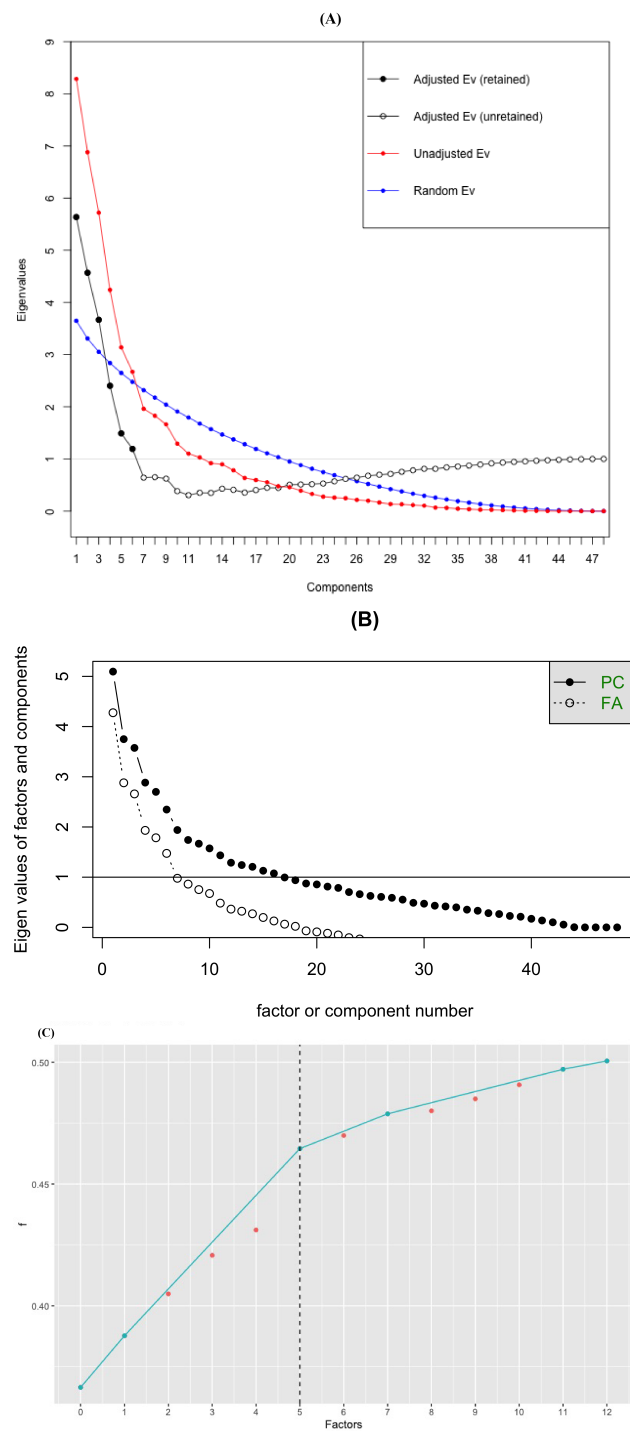 (A)
9
8
7
6
5
4
3
2
1
0
Eigenvalues
Adjusted Ev (retained)
Adjusted Ev (unretained)
Unadjusted Ev
Random Ev
1 3 5 7 9 11 14 17 20 23 26 29 32 35 38 41 44 47
Components
(B)
5
4
3
2
1
0
Eigen values of factors and components
PC
FA
0 10 20 30 40
factor or component number
(C)
0.50
0.45
0.40
f
0 1 2 3 4 5 6 7 8 9 10 11 12
Factors